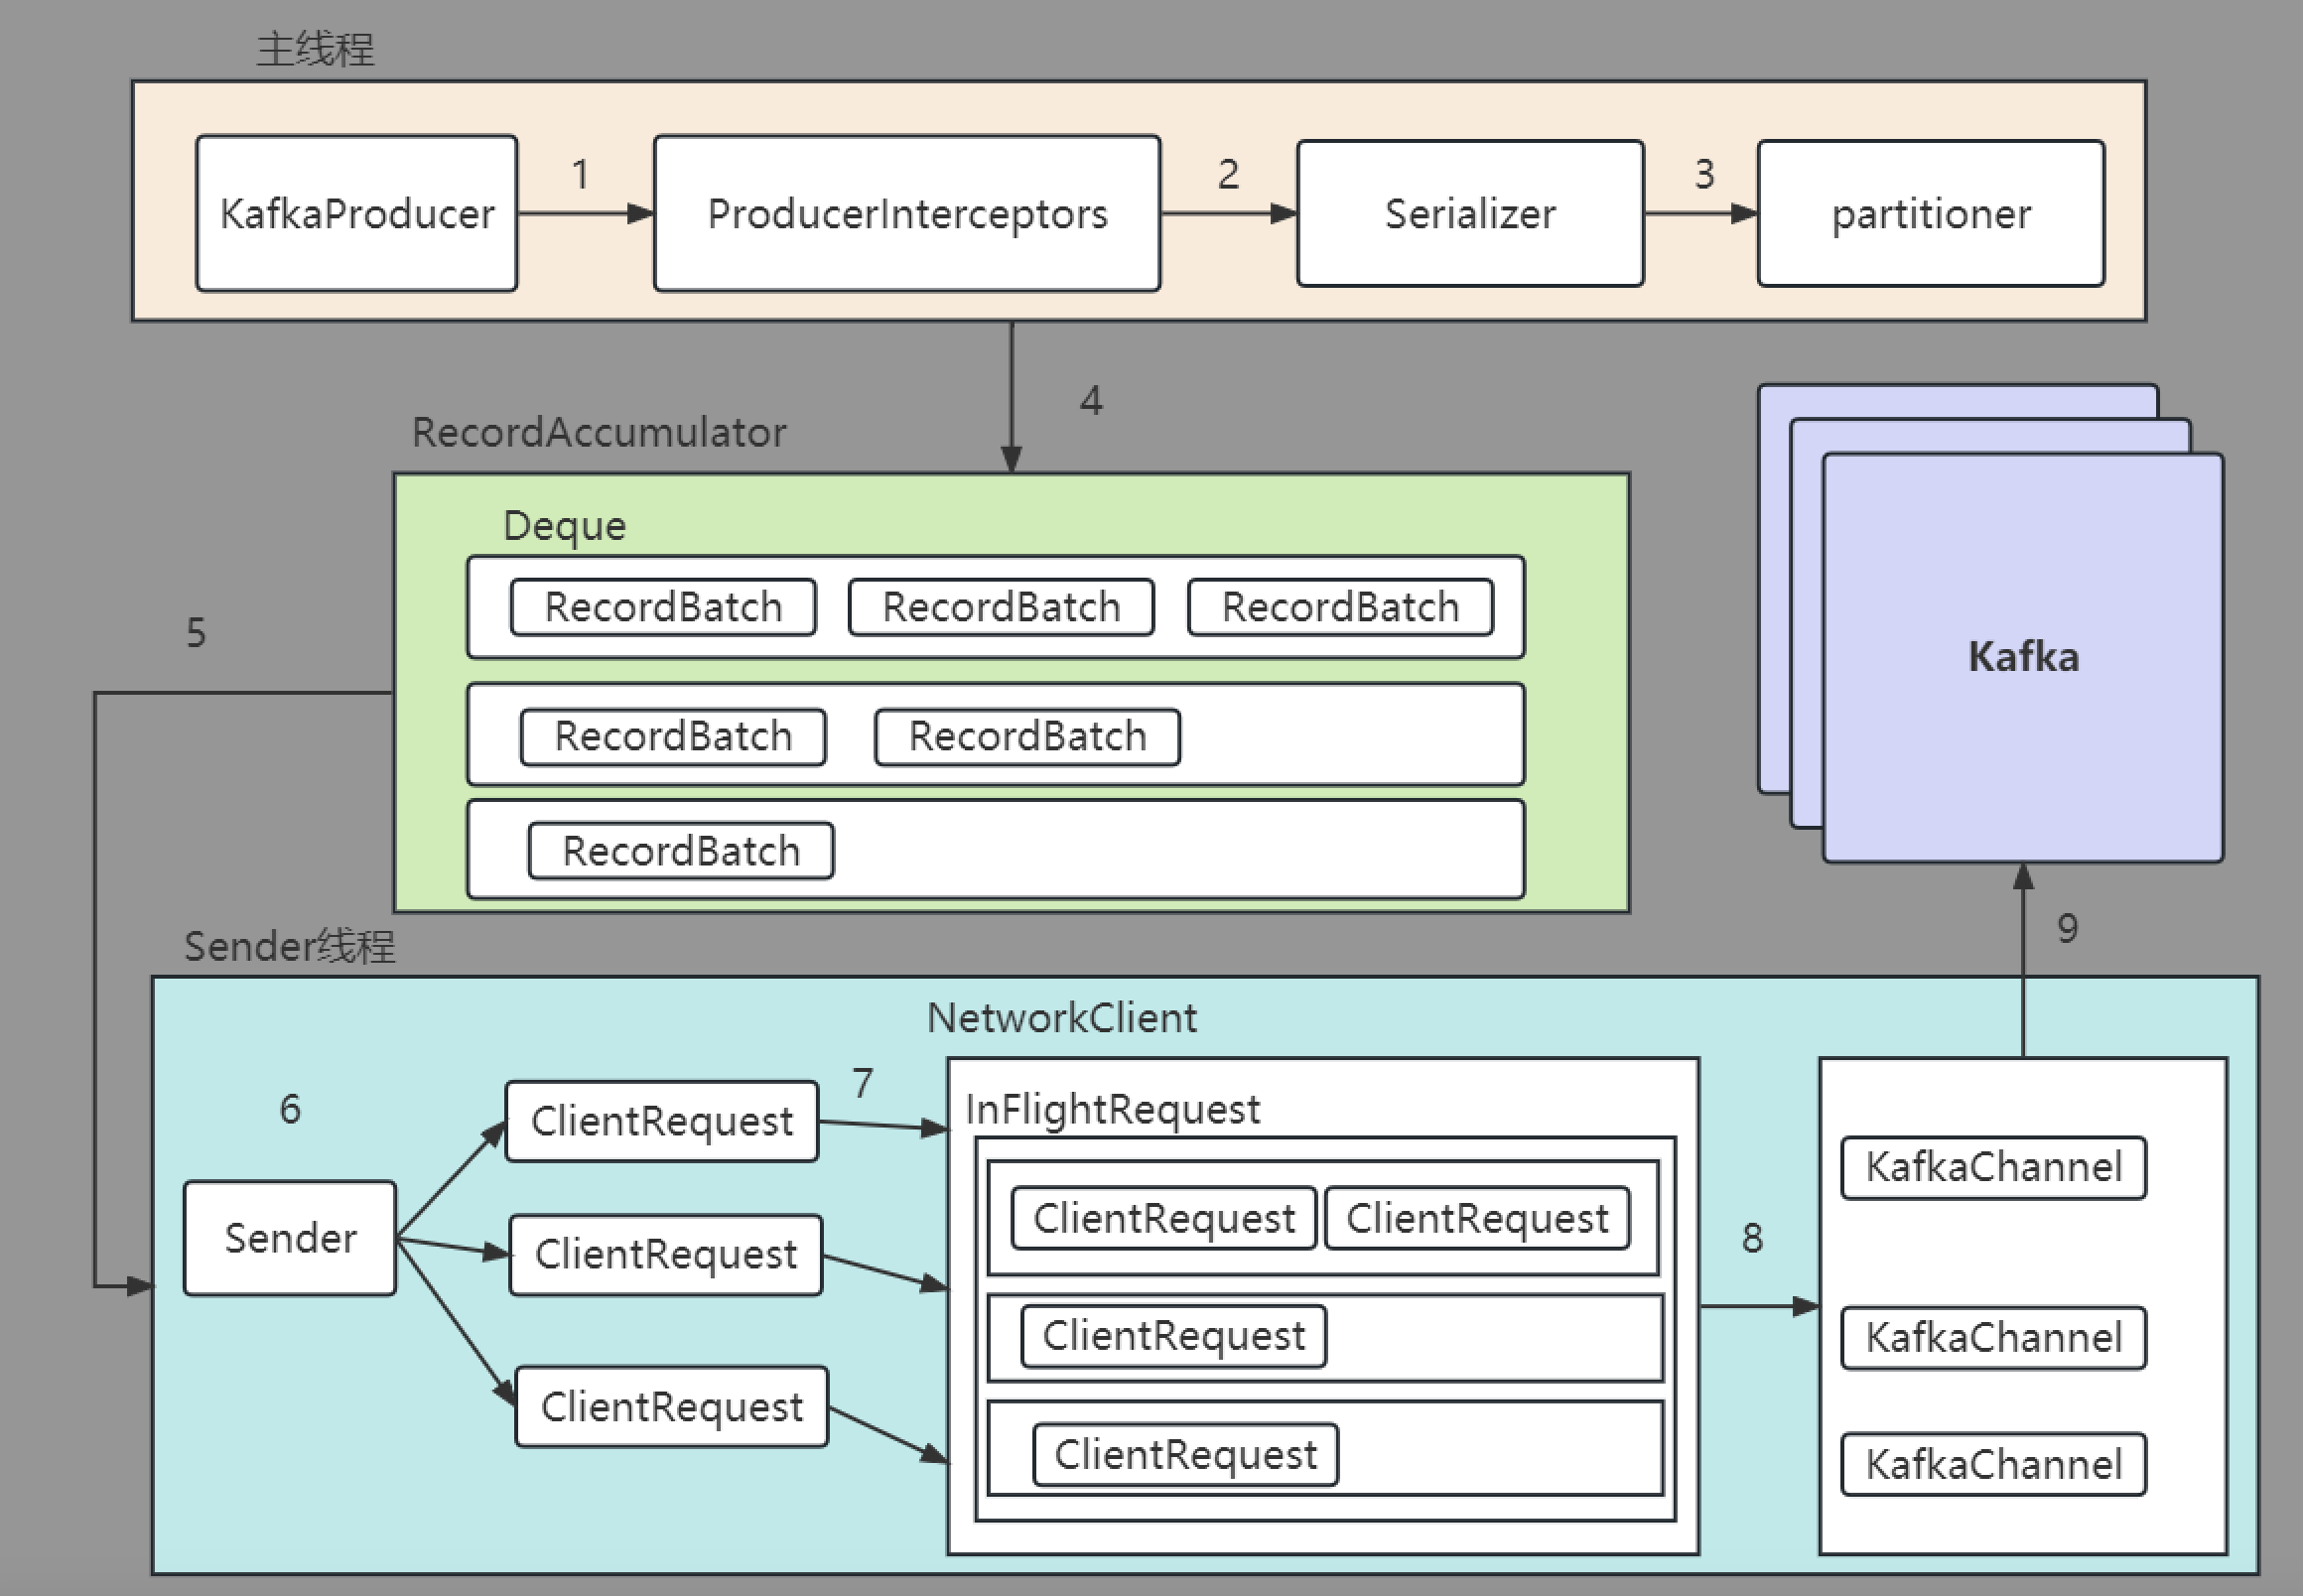 主线程
KafkaProducer
1
ProducerInterceptors
2
Serializer
3
partitioner
4
RecordAccumulator
Deque
RecordBatch
RecordBatch
RecordBatch
RecordBatch
RecordBatch
RecordBatch
5
Kafka
9
Sender线程
NetworkClient
6
Sender
ClientRequest
ClientRequest
ClientRequest
7
InFlightRequest
ClientRequest
ClientRequest
ClientRequest
ClientRequest
8
KafkaChannel
KafkaChannel
KafkaChannel